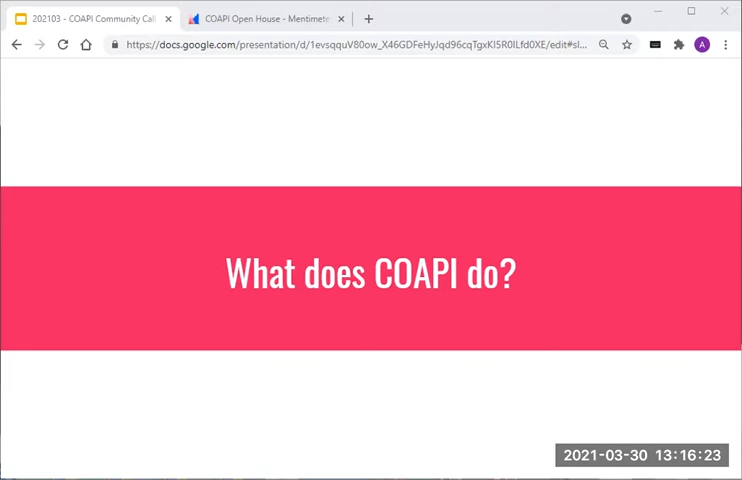 202103 - COAPI Community Call
COAPI Open House - Mentimete
https://docs.google.com/presentation/d/1evsqquV80ow_X46GDFeHyJqd96cqTgxKI5R0ILfd0XE/edit#sl...
A
What does COAPI do?
2021-03-30 13:16:23